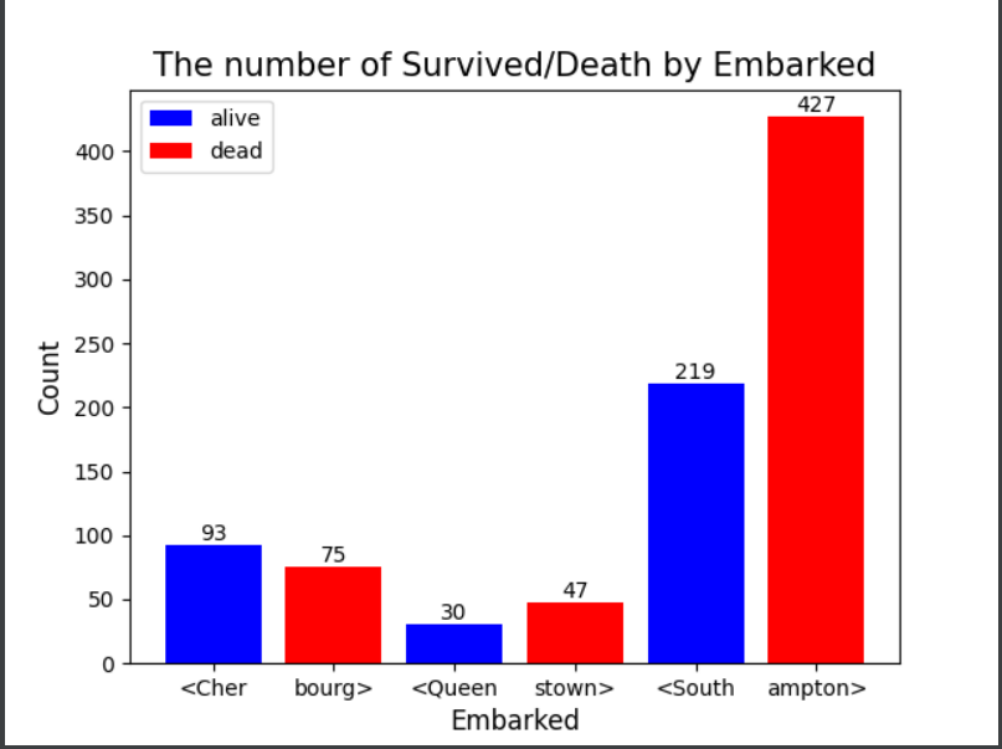 The number of Survived/Death by Embarked
alive
dead
427
400
350
300
250
219
200
150
100
93
75
50
47
30
0
Count
<Cher bourg> <Queen stown> <South ampton>
Embarked